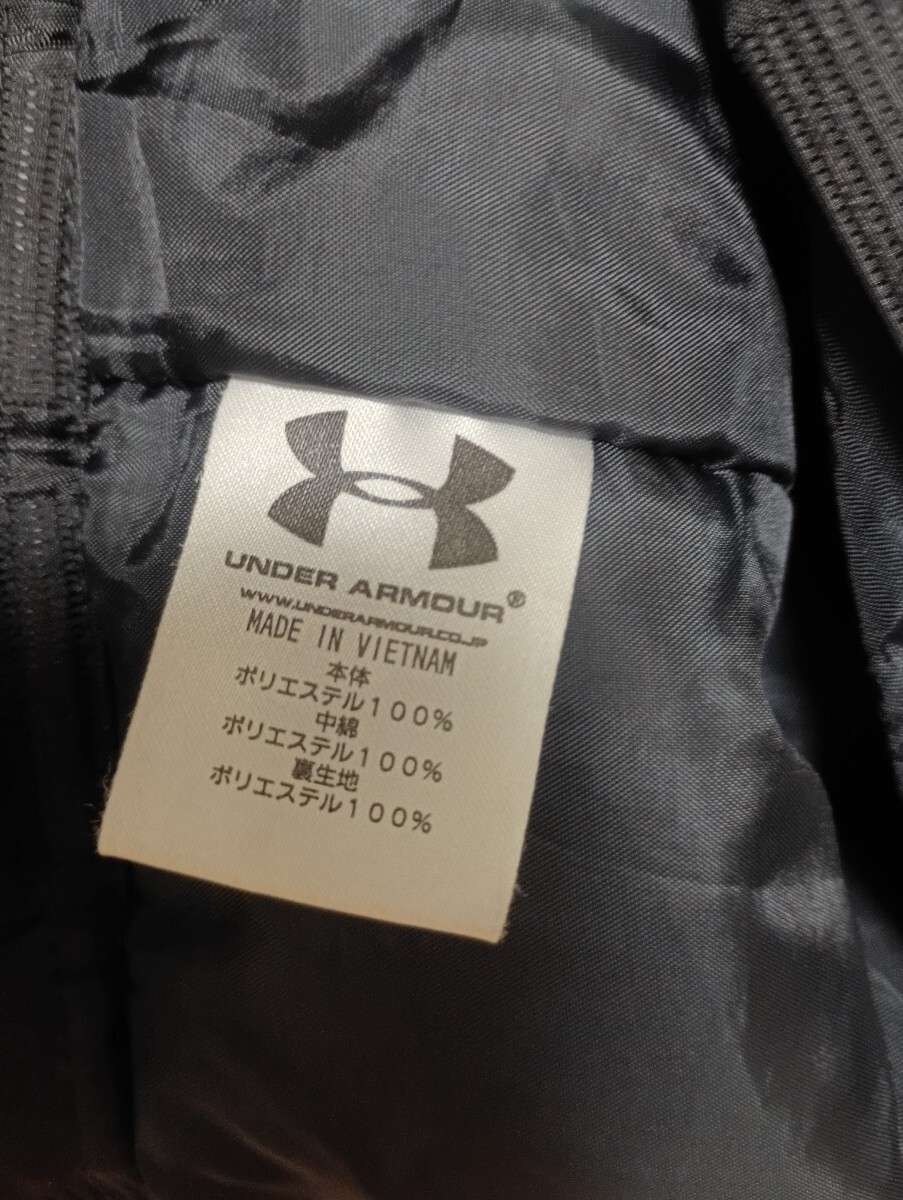 UNDER ARMOUR®
WWW.UNDERARMOUR.CO.JP
MADE IN VIETNAM
本体
ポリエステル100%
中綿
ポリエステル100%
裏生地
ポリエステル100%